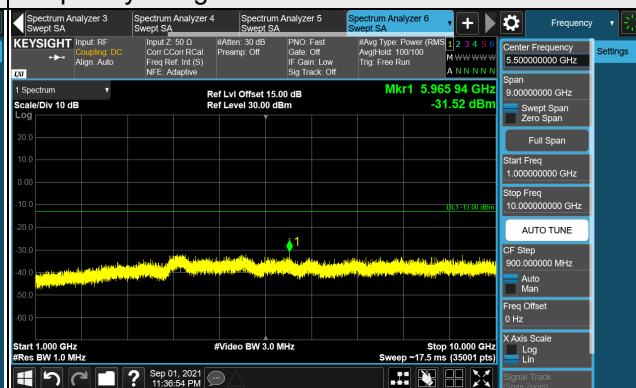 Spectrum Analyzer 3
Swept SA
Spectrum Analyzer 4
Swept SA
Spectrum Analyzer 5
Swept SA
Spectrum Analyzer 6
Swept SA
Frequency
KEYSIGHT
Input: RF
Coupling: DC
Align: Auto
Input Z: 50 Ω
Corr CCorr RCal
Freq Ref: Int (S)
NFE: Adaptive
#Atten: 30 dB
Preamp: Off
PNO: Fast
Gate: Off
IF Gain: Low
Sig Track: Off
#Avg Type: Power (RMS
Avg|Hold: 100/100
Trig: Free Run
1 2 3 4 5 6
M W W W W W
A N N N N N
LXI
1 Spectrum
Scale/Div 10 dB
Log
Ref Lvl Offset 15.00 dB
Ref Level 30.00 dBm
Mkr1 5.965 94 GHz
-31.52 dBm
20.0
10.0
0.00
-10.0
-20.0
-30.0
-40.0
-50.0
-60.0
DL1 -13.00 dBm
1
Start 1.000 GHz
#Res BW 1.0 MHz
#Video BW 3.0 MHz
Stop 10.000 GHz
Sweep ~17.5 ms (35001 pts)
Center Frequency
5.500000000 GHz
Settings
Span
9.00000000 GHz
Swept Span
Zero Span
Full Span
Start Freq
1.000000000 GHz
Stop Freq
10.000000000 GHz
AUTO TUNE
CF Step
900.000000 MHz
Auto
Man
Freq Offset
0 Hz
X Axis Scale
Log
Lin
Signal Track
(Span Zoom)
Sep 01, 2021
11:36:54 PM